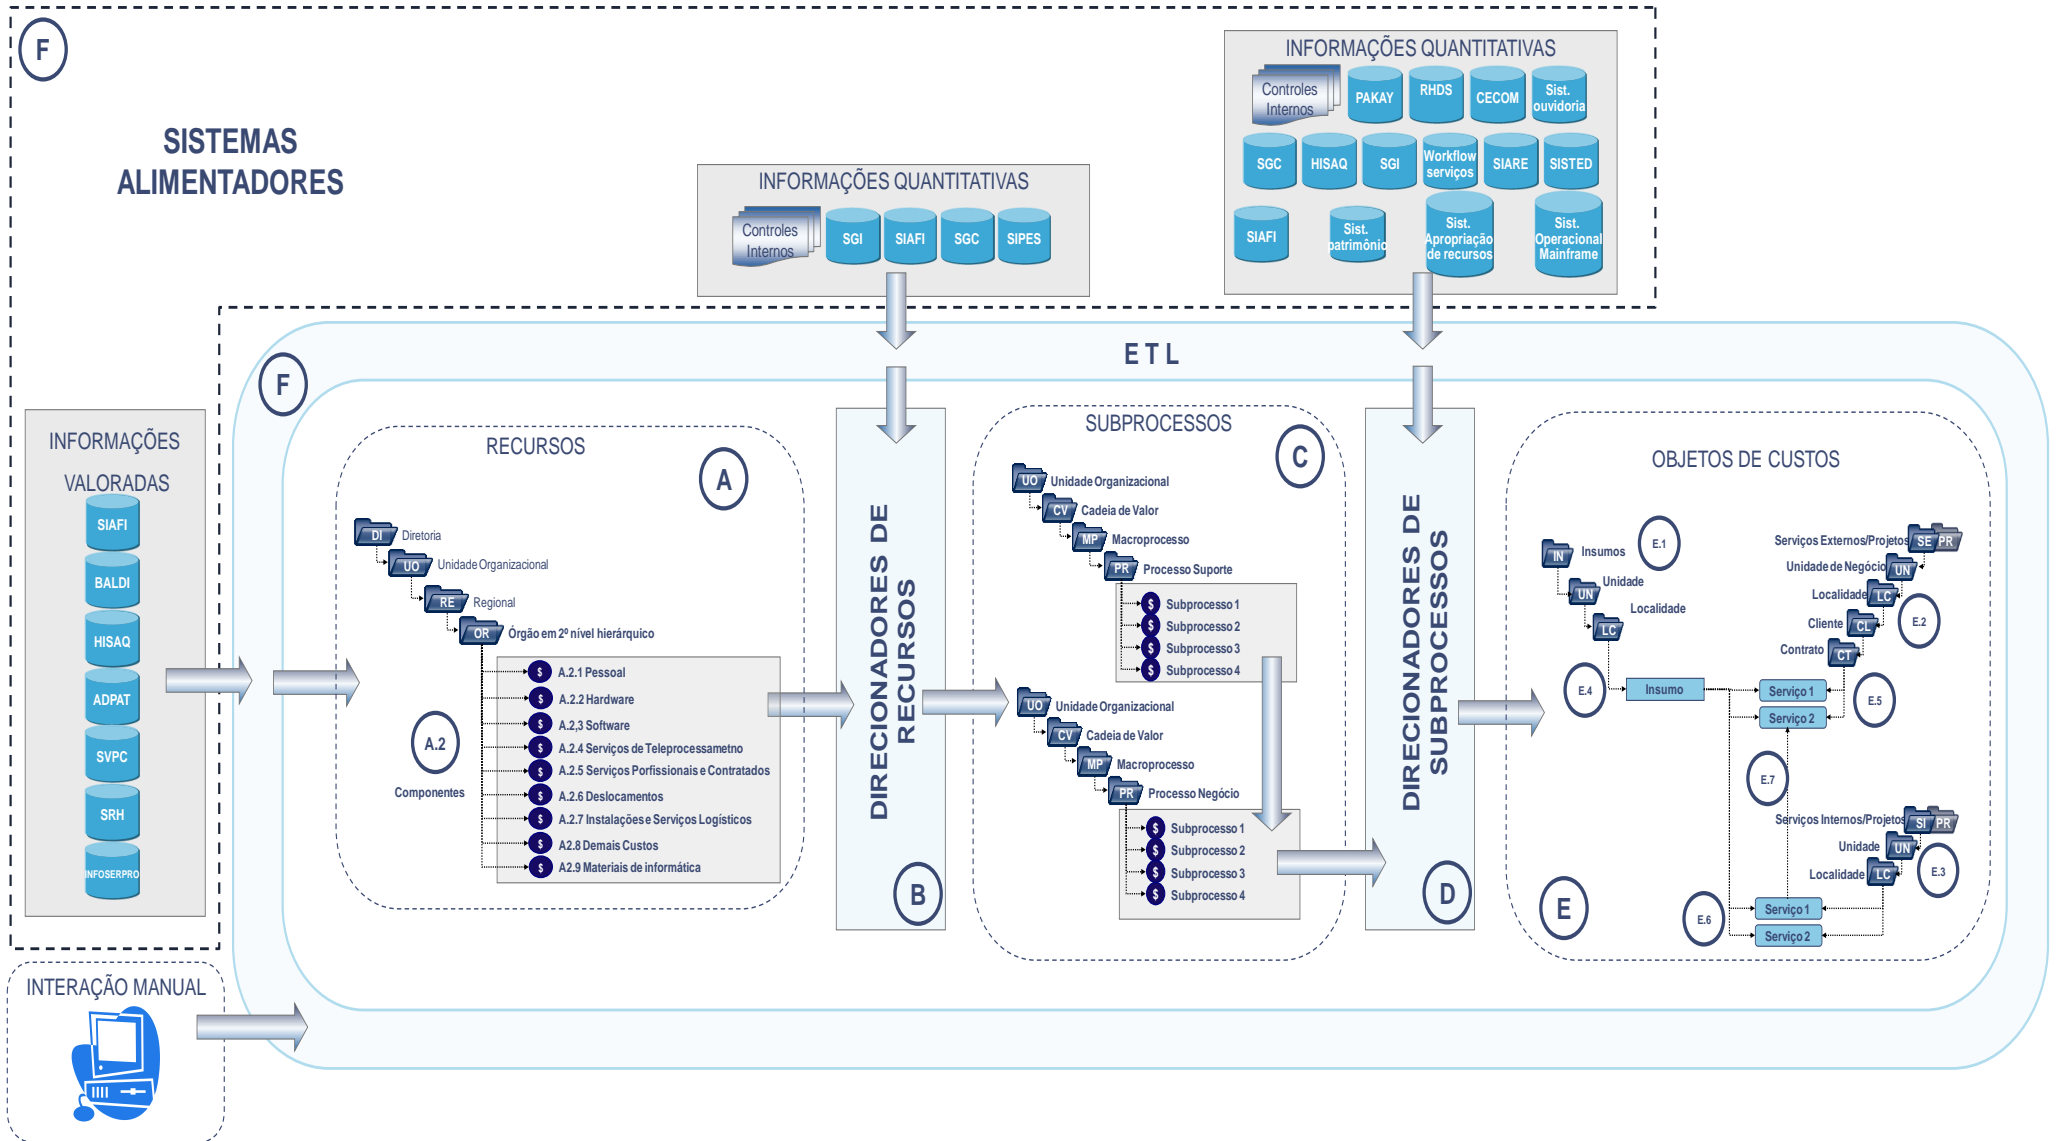 F
SISTEMAS
ALIMENTADORES
INFORMAÇÕES QUANTITATIVAS
Controles
Internos
SGI
SIAFI
SGC
SIPES
INFORMAÇÕES QUANTITATIVAS
Controles
Internos
PAKAY
RHDS
CECOM
Sist.
ouvidoria
SGC
HISAQ
SGI
Workflow
serviços
SIARE
SISTED
SIAFI
Sist.
patrimônio
Sist.
Apropriação
de recursos
Sist.
Operacional
Mainframe
E T L
F
INFORMAÇÕES
VALORADAS
SIAFI
BALDI
HISAQ
ADPAT
SVPC
SRH
INFOSERPRO
INTERAÇÃO MANUAL
RECURSOS
A
DI Diretoria
UO Unidade Organizacional
RE Regional
OR Órgão em 2º nível hierárquico
A.2
Componentes
$ A.2.1 Pessoal
$ A.2.2 Hardware
$ A.2,3 Software
$ A.2.4 Serviços de Teleprocessametno
$ A.2.5 Serviços Porfissionais e Contratados
$ A.2.6 Deslocamentos
$ A.2.7 Instalações e Serviços Logísticos
$ A2.8 Demais Custos
$ A2.9 Materiais de informática
DIRECIONADORES DE
RECURSOS
B
SUBPROCESSOS
C
UO Unidade Organizacional
CV Cadeia de Valor
MP Macroprocesso
PR Processo Suporte
$ Subprocesso 1
$ Subprocesso 2
$ Subprocesso 3
$ Subprocesso 4
UO Unidade Organizacional
CV Cadeia de Valor
MP Macroprocesso
PR Processo Negócio
$ Subprocesso 1
$ Subprocesso 2
$ Subprocesso 3
$ Subprocesso 4
DIRECIONADORES DE
SUBPROCESSOS
D
OBJETOS DE CUSTOS
E.1
IN Insumos
UN Unidade
LC Localidade
Serviços Externos/Projetos SE PR
Unidade de Negócio UN
Localidade LC
Cliente CL
Contrato CT
E.2
E.4
Insumo
Serviço 1
Serviço 2
E.5
E.7
Serviços Internos/Projetos SI PR
Unidade UN
Localidade LC
E.3
E
E.6
Serviço 1
Serviço 2